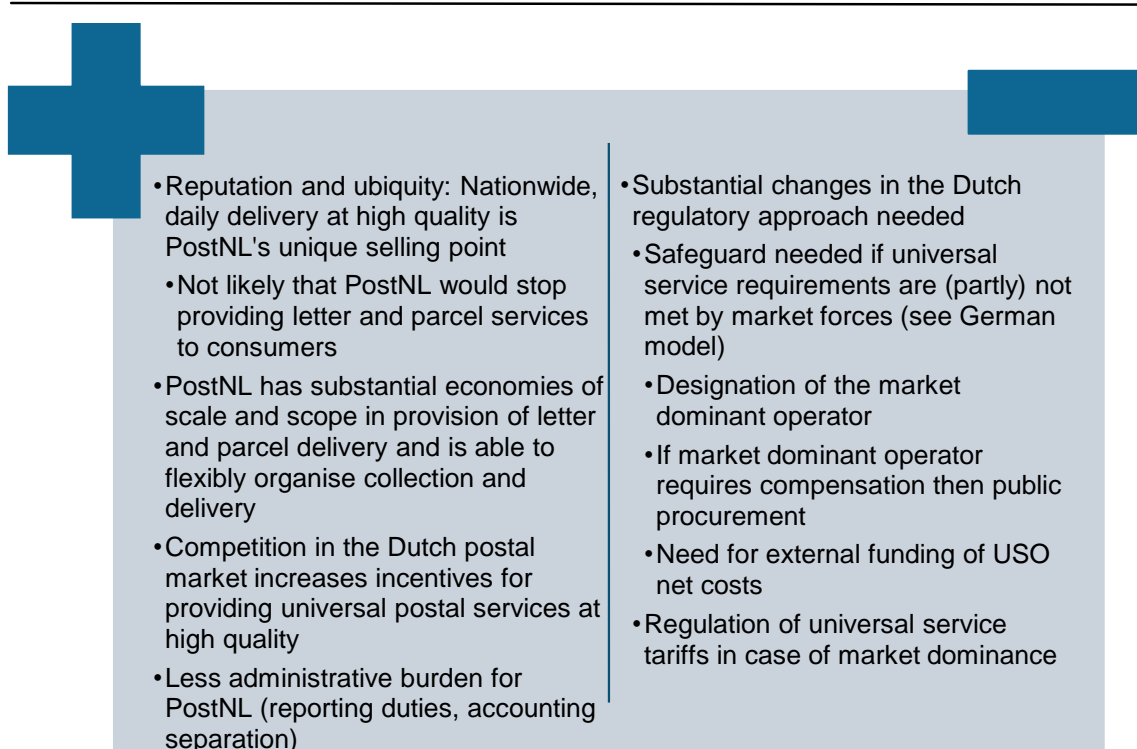 •Reputation and ubiquity: Nationwide,
daily delivery at high quality is
PostNL's unique selling point
•Not likely that PostNL would stop
providing letter and parcel services
to consumers
•PostNL has substantial economies of
scale and scope in provision of letter
and parcel delivery and is able to
flexibly organise collection and
delivery
•Competition in the Dutch postal
market increases incentives for
providing universal postal services at
high quality
•Less administrative burden for
PostNL (reporting duties, accounting
separation)
•Substantial changes in the Dutch
regulatory approach needed
•Safeguard needed if universal
service requirements are (partly) not
met by market forces (see German
model)
•Designation of the market
dominant operator
•If market dominant operator
requires compensation then public
procurement
•Need for external funding of USO
net costs
•Regulation of universal service
tariffs in case of market dominance